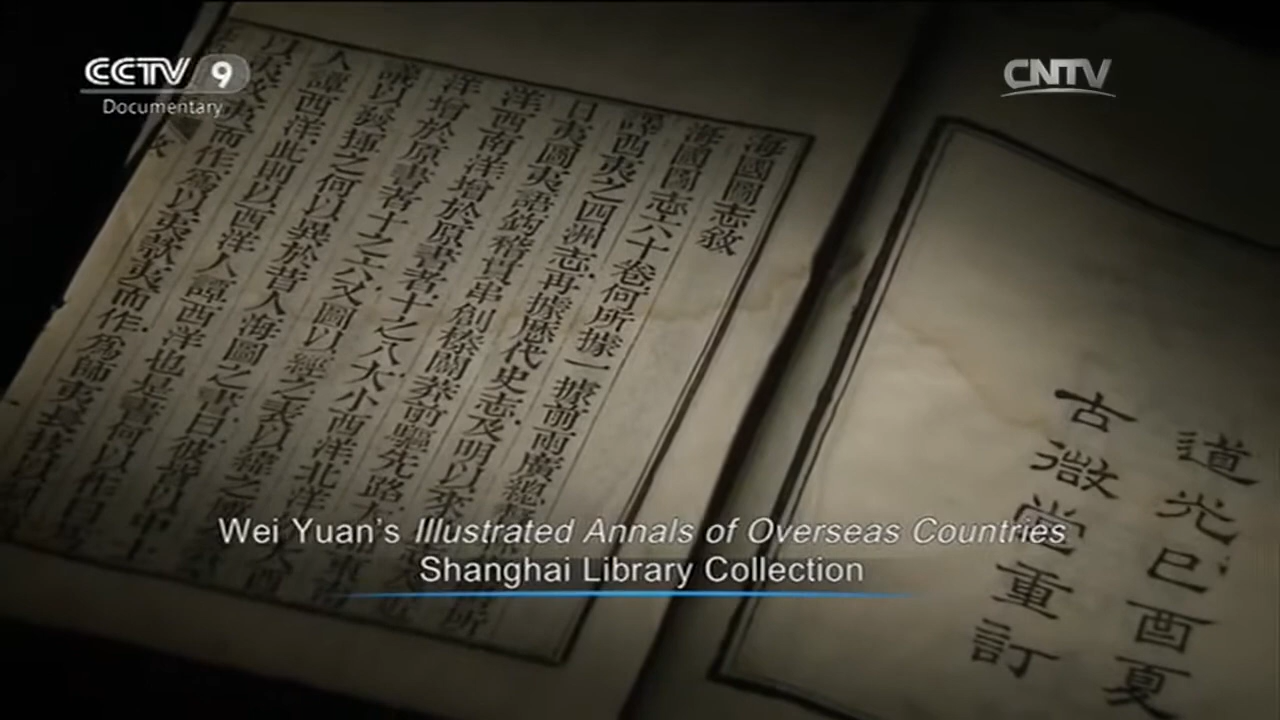 CCTV 9
Documentary
CNTV
道光巳酉夏
古微堂重訂
海國圖志敘
海國圖志六十卷何所據一據前兩廣總
譯西夷之四洲志再據歷代史志及明以來
日夷圖夷語鉤稽貫串創榛闢莽前驅先路大
洋西南洋增於原書者十之八大小西洋北洋
洋增於原書者十之六又圖以經之表以緯之
議以發揮之何以異於昔人海圖之書曰彼皆以中土
人譚西洋此則以西洋人譚西洋也是書何以作曰
以夷攻夷而作為以夷款夷而作為師夷長技以
Wei Yuan's Illustrated Annals of Overseas Countries
Shanghai Library Collection